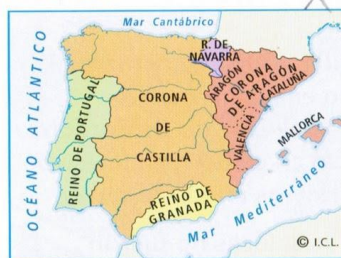 Mar Cantábrico
OCÉANO ATLÁNTICO
R. DE
NAVARRA
ARAGÓN
CORONA
DE ARAGÓN
CATALUÑA
CORONA
DE
CASTILLA
REINO DE PORTUGAL
VALENCIA
MALLORCA
REINO DE
GRANADA
Mar Mediterráneo
© I.C.L.